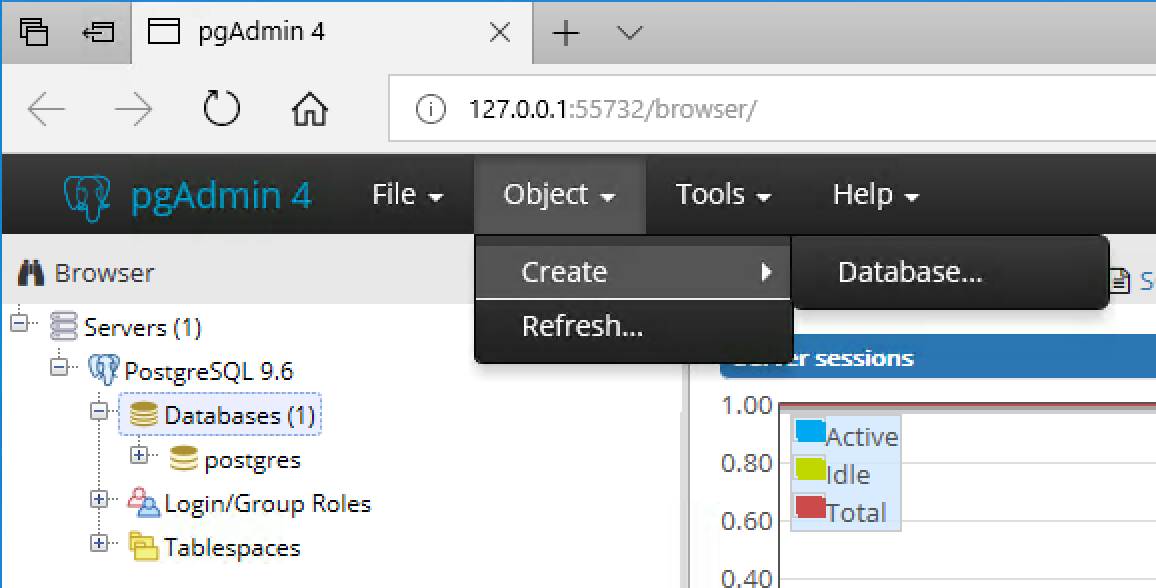 pgAdmin 4
127.0.0.1:55732/browser/
pgAdmin 4 File Object Tools Help
Browser
Create
Database...
Refresh...
S
Servers (1)
PostgreSQL 9.6
Databases (1)
postgres
Login/Group Roles
Tablespaces
sessions
1.00
0.80
0.60
0.40
Active
Idle
Total